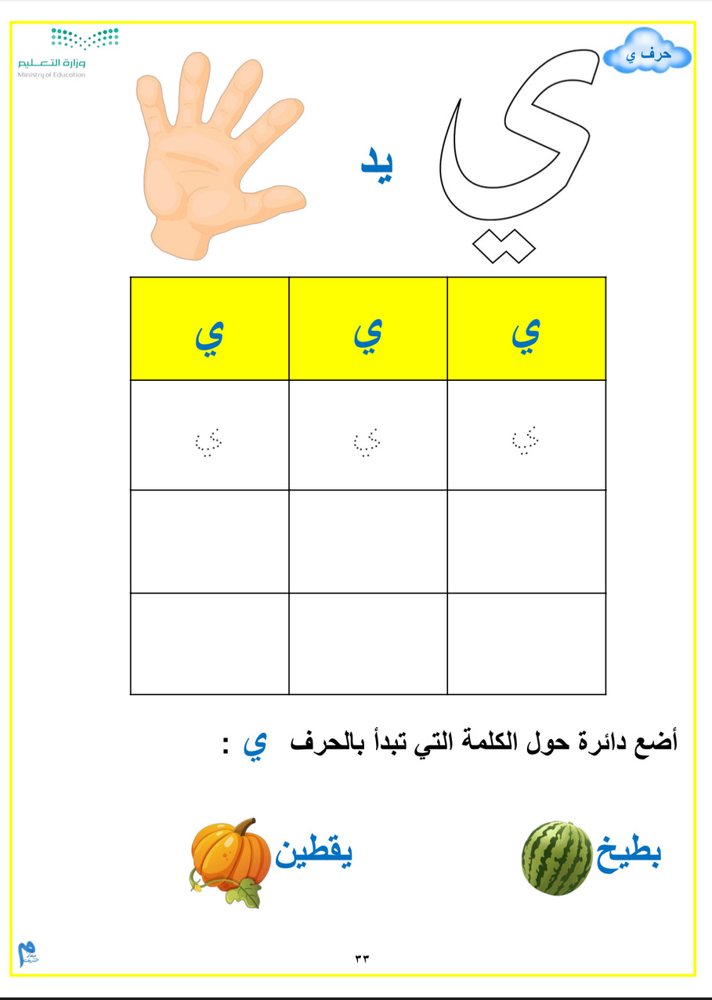 حرف ي
وزارة التعليم
Ministry of Education
ي
يد
ي ي ي
ي ي ي
أضع دائرة حول الكلمة التي تبدأ بالحرف ي :
بطيخ يقطين
٣٣